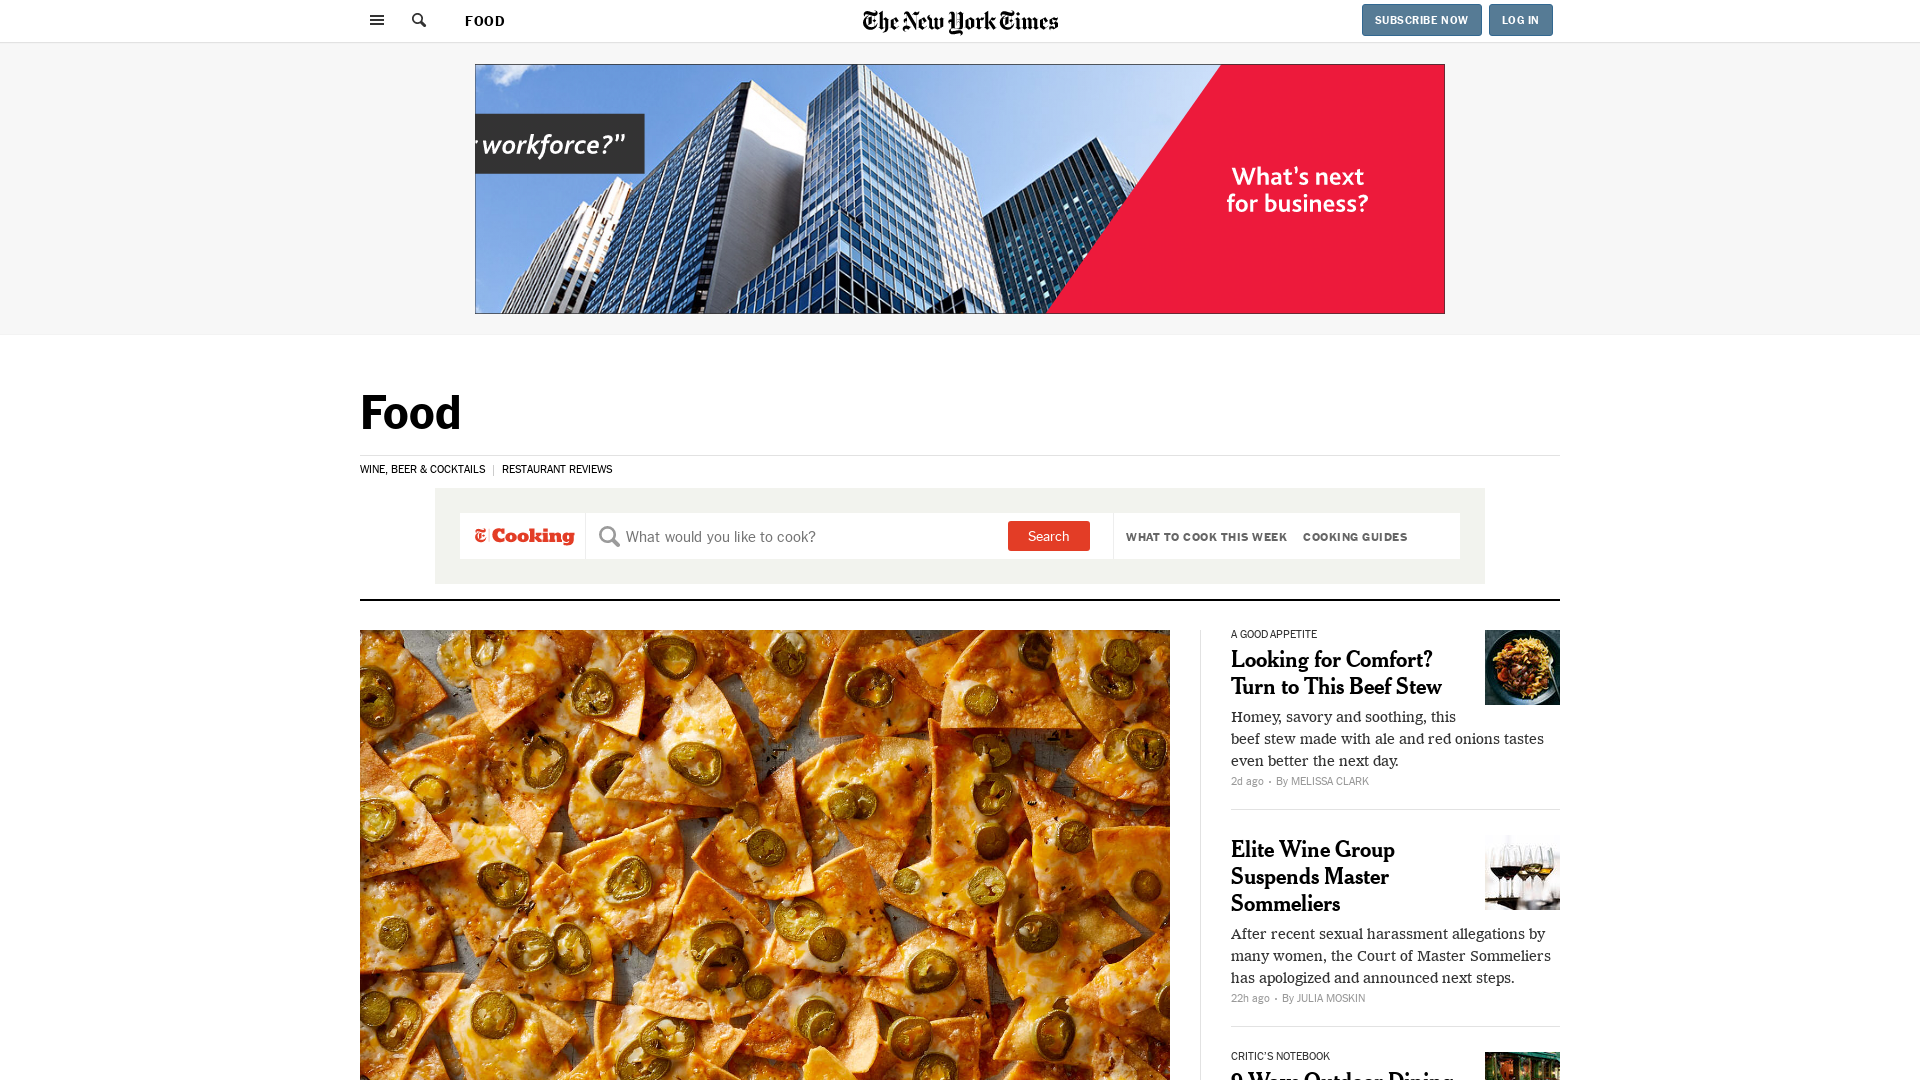 FOOD
The New York Times
SUBSCRIBE NOW
LOG IN
workforce?"
What's next
for business?
Food
WINE, BEER & COCKTAILS
RESTAURANT REVIEWS
Cooking
What would you like to cook?
Search
WHAT TO COOK THIS WEEK
COOKING GUIDES
A GOOD APPETITE
Looking for Comfort?
Turn to This Beef Stew
Homey, savory and soothing, this
beef stew made with ale and red onions tastes
even better the next day.
2d ago • By MELISSA CLARK
Elite Wine Group
Suspends Master
Sommeliers
After recent sexual harassment allegations by
many women, the Court of Master Sommeliers
has apologized and announced next steps.
22h ago • By JULIA MOSKIN
CRITIC'S NOTEBOOK
9 Ways Outdoor Dining